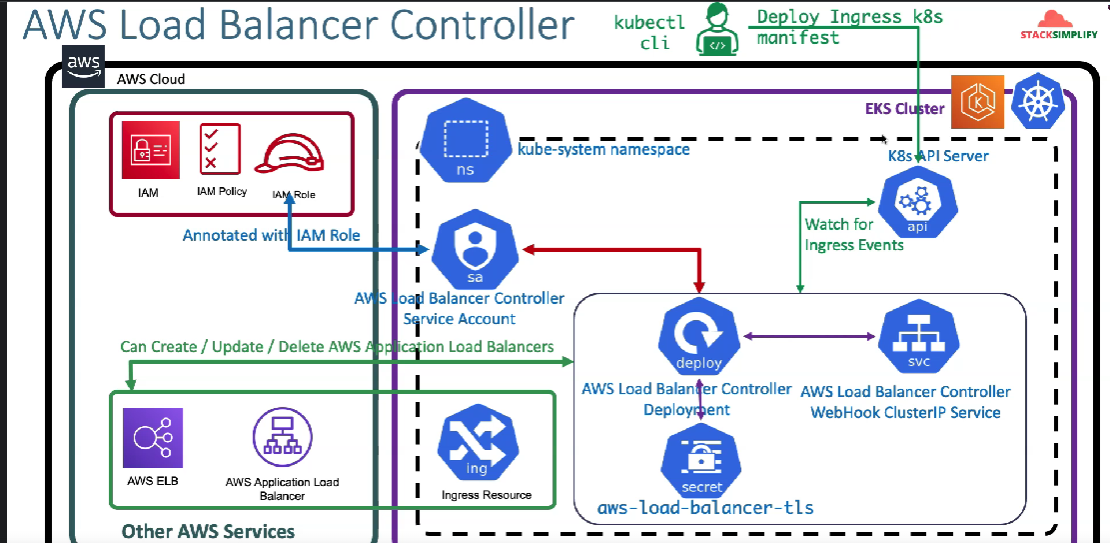 AWS Load Balancer Controller
kubectl
cli
Deploy Ingress k8s
manifest
STACKSIMPLIFY
aws
AWS Cloud
EKS Cluster
K
IAM
IAM Policy
IAM Role
ns
kube-system namespace
K8s API Server
api
Annotated with IAM Role
Watch for
Ingress Events
sa
AWS Load Balancer Controller
Service Account
Can Create / Update / Delete AWS Application Load Balancers
deploy
svc
AWS Load Balancer Controller
Deployment
AWS Load Balancer Controller
WebHook ClusterIP Service
AWS ELB
AWS Application Load
Balancer
ing
Ingress Resource
secret
aws-load-balancer-tls
Other AWS Services